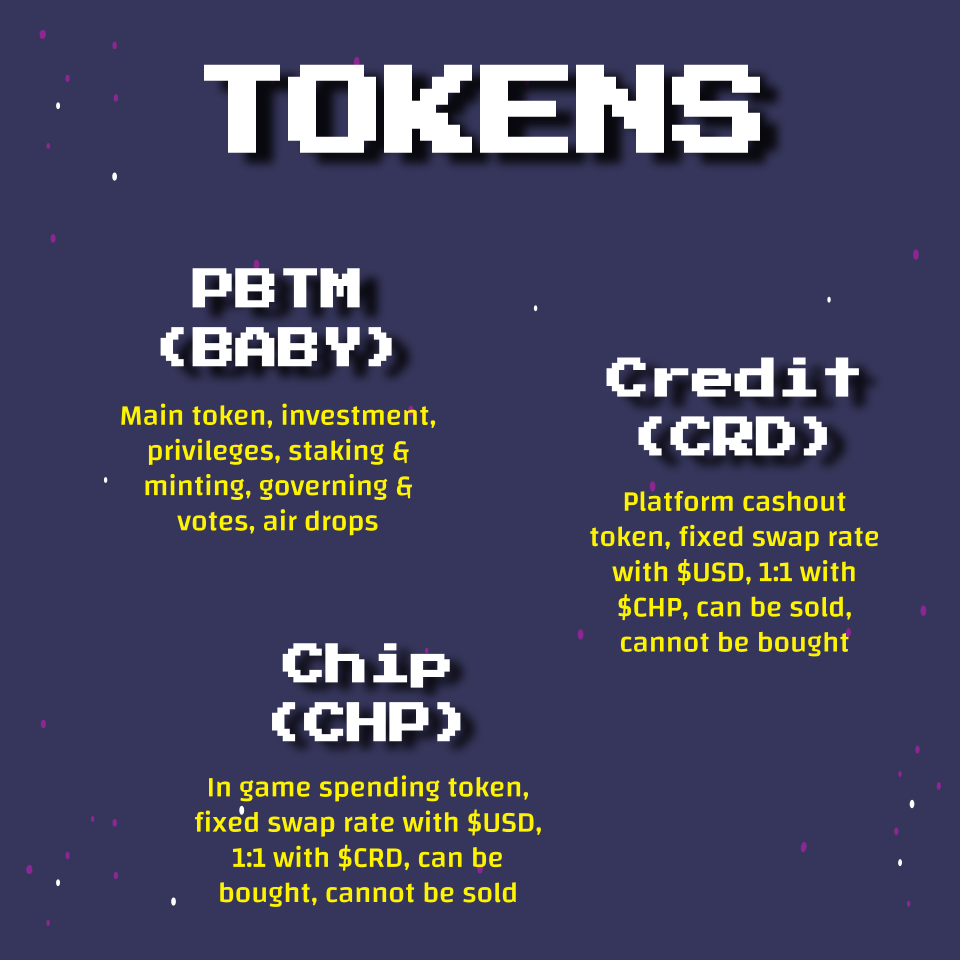 TOKENS
PBTM
(BABY)
Main token, investment,
privileges, staking &
minting, governing &
votes, air drops
Credit
(CRD)
Platform cashout
token, fixed swap rate
with $USD, 1:1 with
$CHP, can be sold,
cannot be bought
Chip
(CHP)
In game spending token,
fixed swap rate with $USD,
1:1 with $CRD, can be
bought, cannot be sold